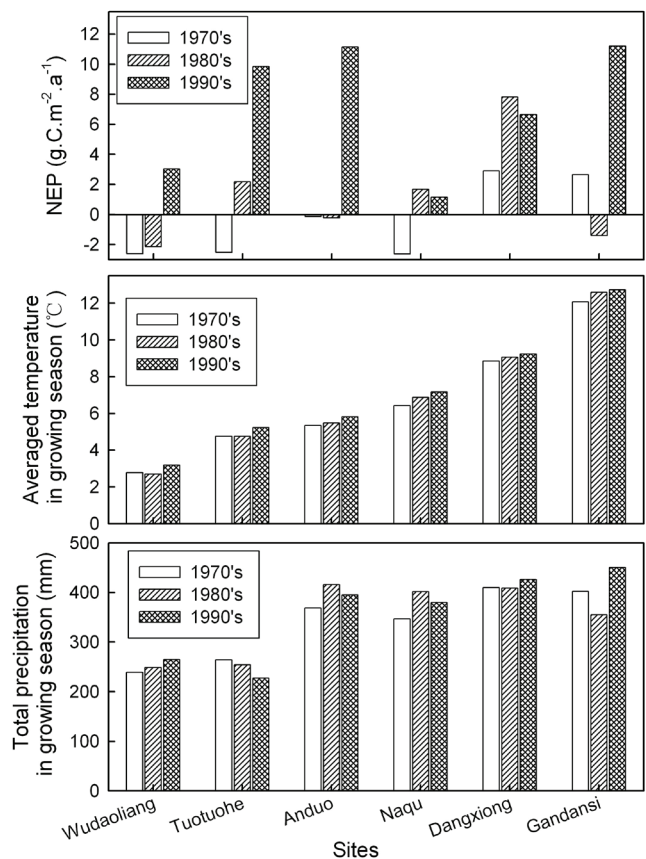 NEP (g.C.m-2.a-1)
12
10
8
6
4
2
0
-2
1970's
1980's
1990's
Averaged temperature
in growing season (℃)
12
10
8
6
4
2
0
1970's
1980's
1990's
Total precipitation
in growing season (mm)
500
400
300
200
100
0
1970's
1980's
1990's
Wudaoliang
Tuotuohe
Anduo
Naqu
Dangxiong
Gandansi
Sites